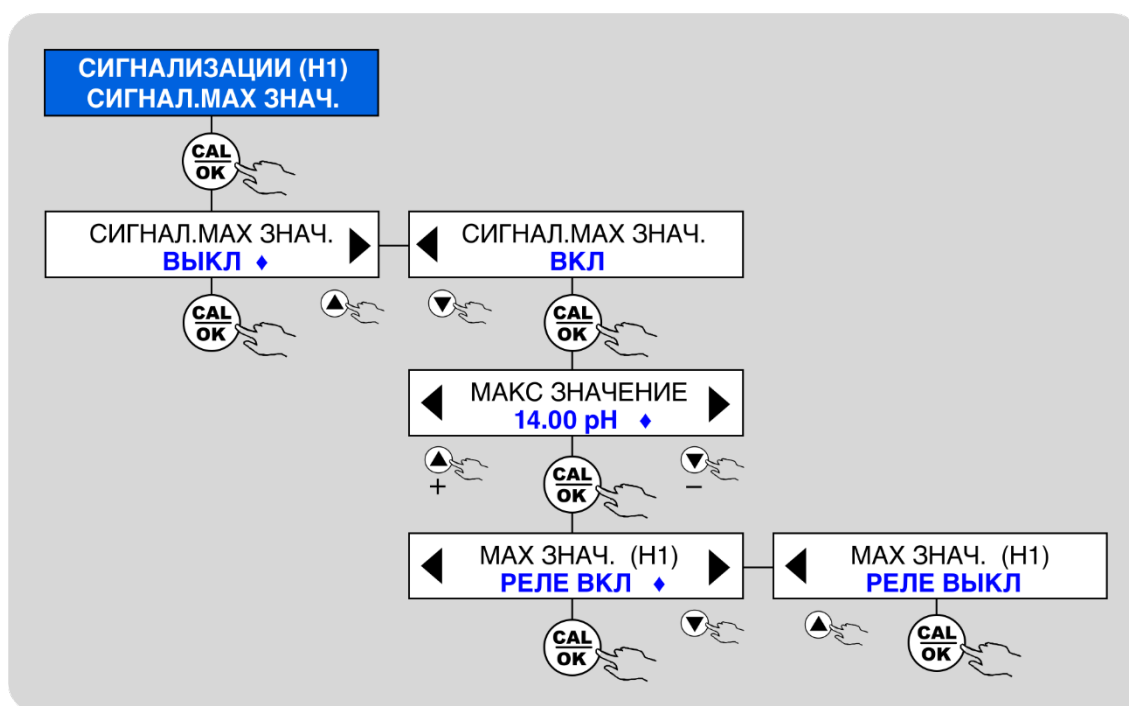 СИГНАЛИЗАЦИИ (H1)
СИГНАЛ.MAX ЗНАЧ.
CAL
OK
СИГНАЛ.MAX ЗНАЧ.
ВЫКЛ ♦
СИГНАЛ.MAX ЗНАЧ.
ВКЛ
CAL
OK
CAL
OK
МАКС ЗНАЧЕНИЕ
14.00 pH ♦
+
CAL
OK
–
MAX ЗНАЧ. (H1)
РЕЛЕ ВКЛ ♦
MAX ЗНАЧ. (H1)
РЕЛЕ ВЫКЛ
CAL
OK
CAL
OK